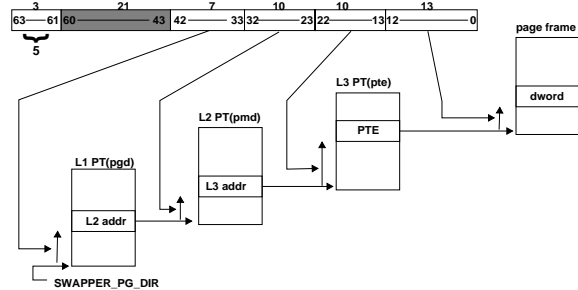 3 21 7 10 10 13
63 61 60 43 42 33 32 23 22 13 12 0
5
page frame
dword
L3 PT(pte)
PTE
L2 PT(pmd)
L3 addr
L1 PT(pgd)
L2 addr
SWAPPER_PG_DIR